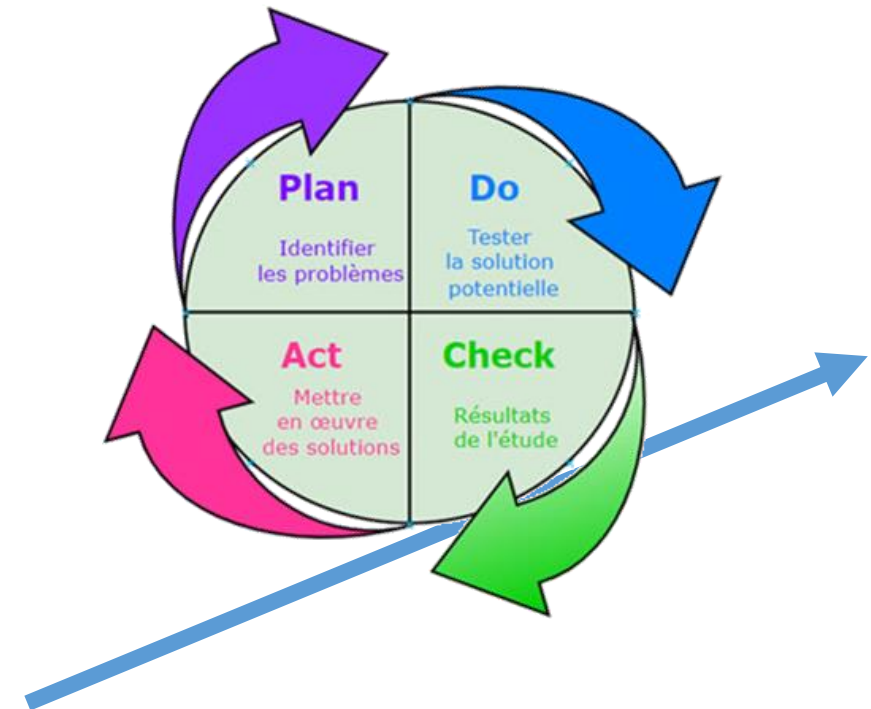 Plan
Identifier
les problèmes
Do
Tester
la solution
potentielle
Act
Mettre
en œuvre
des solutions
Check
Résultats
de l'étude